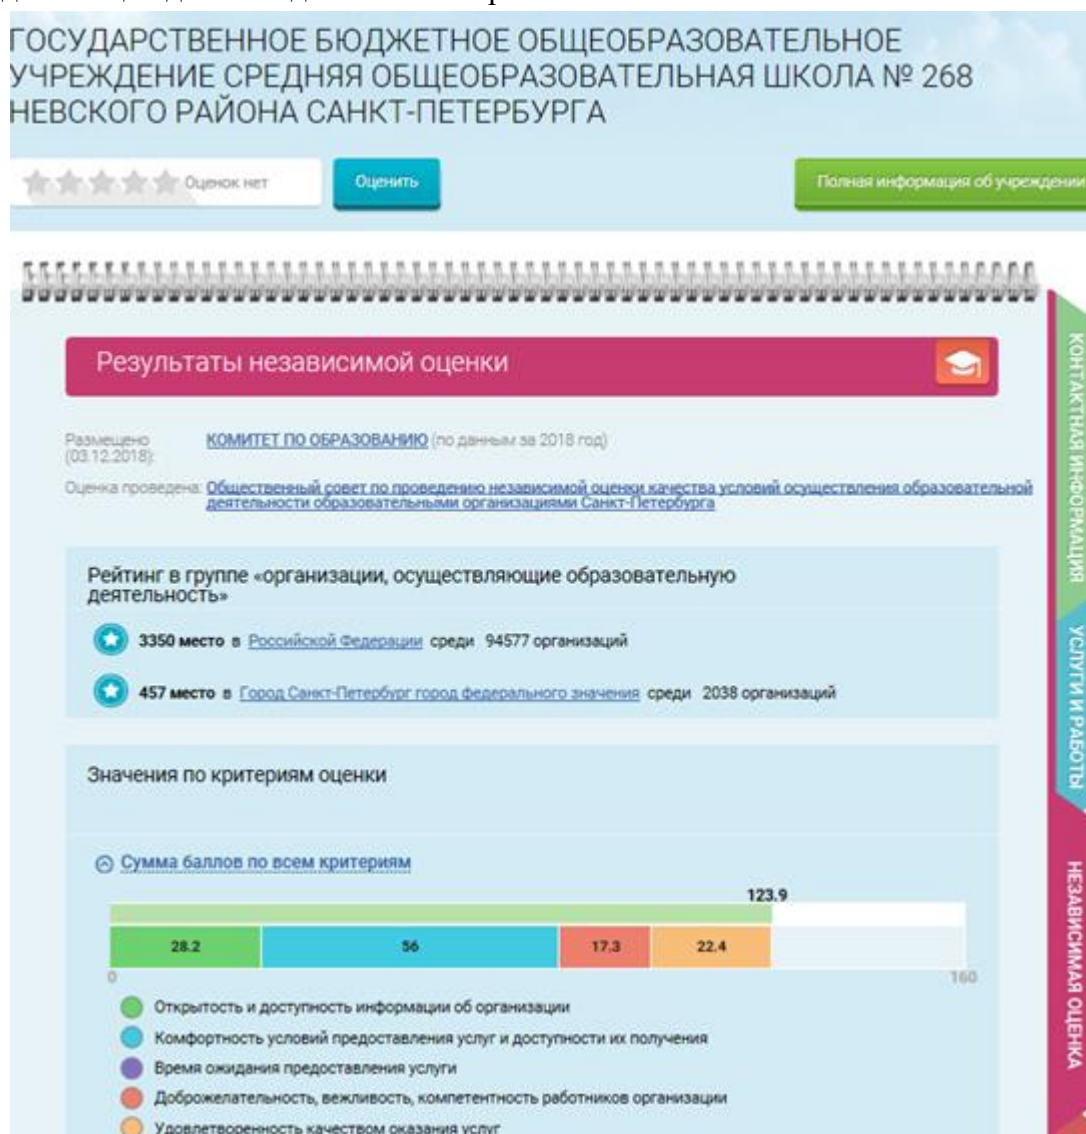 ГОСУДАРСТВЕННОЕ БЮДЖЕТНОЕ ОБЩЕОБРАЗОВАТЕЛЬНОЕ
УЧРЕЖДЕНИЕ СРЕДНЯЯ ОБЩЕОБРАЗОВАТЕЛЬНАЯ ШКОЛА № 268
НЕВСКОГО РАЙОНА САНКТ-ПЕТЕРБУРГА
Оценок нет
Оценить
Полная информация об учреждении
Результаты независимой оценки
Размещено (03.12.2018): КОМИТЕТ ПО ОБРАЗОВАНИЮ (по данным за 2018 год)
Оценка проведена: Общественный совет по проведению независимой оценки качества условий осуществления образовательной
деятельности образовательными организациями Санкт-Петербурга
Рейтинг в группе «организации, осуществляющие образовательную
деятельность»
3350 место в Российской Федерации среди 94577 организаций
457 место в Город Санкт-Петербург город федерального значения среди 2038 организаций
Значения по критериям оценки
Сумма баллов по всем критериям
123.9
28.2 56 17.3 22.4
0 160
Открытость и доступность информации об организации
Комфортность условий предоставления услуг и доступности их получения
Время ожидания предоставления услуги
Доброжелательность, вежливость, компетентность работников организации
Удовлетворенность качеством оказания услуг
КОНТАКТНАЯ ИНФОРМАЦИЯ
УСЛУГИ И РАБОТЫ
НЕЗАВИСИМАЯ ОЦЕНКА